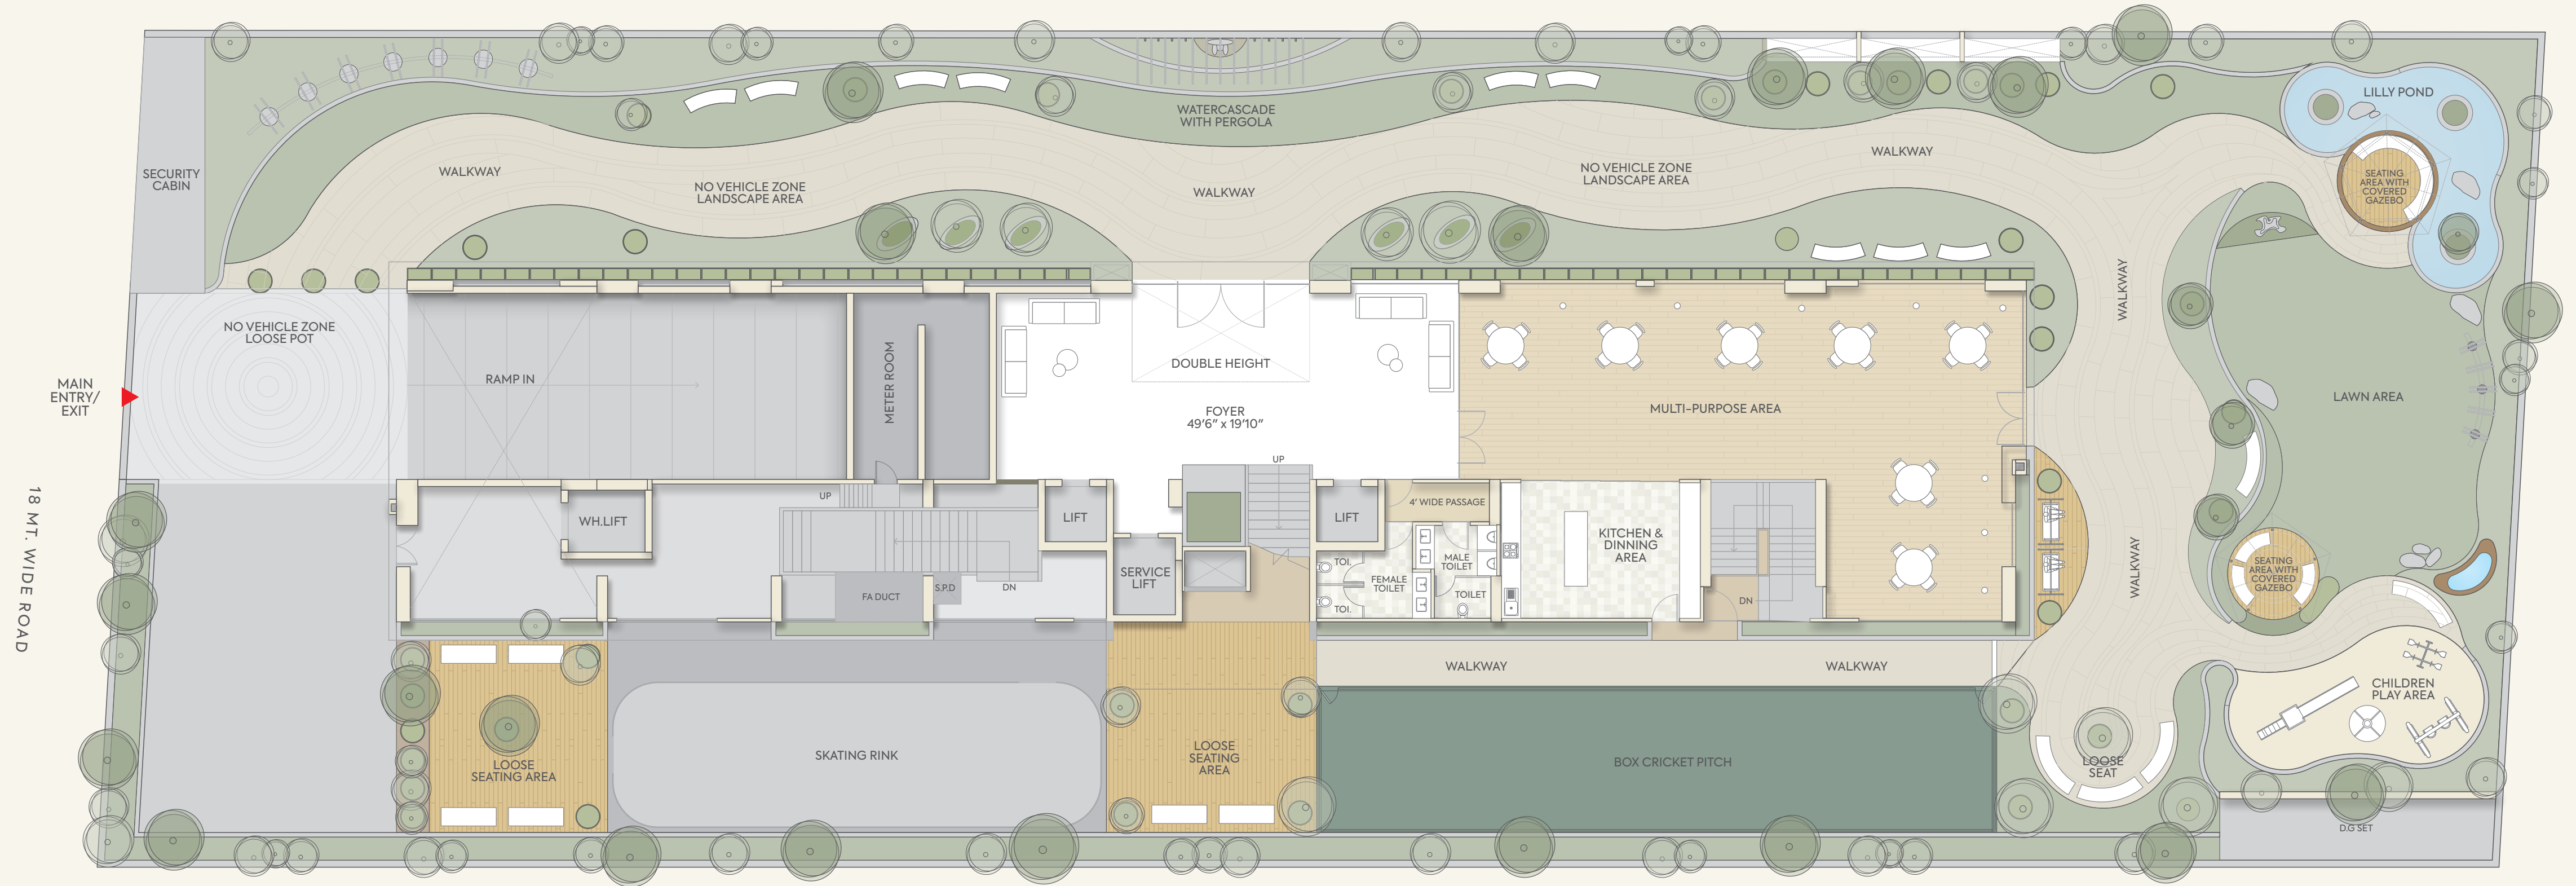 LILLY POND
WATERCASCADE
WITH PERGOLA
WALKWAY
NO VEHICLE ZONE
LANDSCAPE AREA
WALKWAY
NO VEHICLE ZONE
LANDSCAPE AREA
WALKWAY
SECURITY
CABIN
SEATING
AREA WITH
COVERED
GAZEBO
WALKWAY
NO VEHICLE ZONE
LOOSE POT
MAIN
ENTRY/
EXIT
RAMP IN
METER ROOM
DOUBLE HEIGHT
FOYER
49'6" x 19'10"
MULTI-PURPOSE AREA
LAWN AREA
18 MT. WIDE ROAD
UP
UP
WH.LIFT
LIFT
LIFT
4' WIDE PASSAGE
SERVICE
LIFT
TOI.
TOI.
FEMALE
TOILET
MALE
TOILET
TOILET
KITCHEN &
DINNING
AREA
DN
FA DUCT
S.P.D
DN
WALKWAY
SEATING
AREA WITH
COVERED
GAZEBO
WALKWAY
WALKWAY
CHILDREN
PLAY AREA
LOOSE
SEATING AREA
SKATING RINK
LOOSE
SEATING
AREA
BOX CRICKET PITCH
LOOSE
SEAT
D.G SET